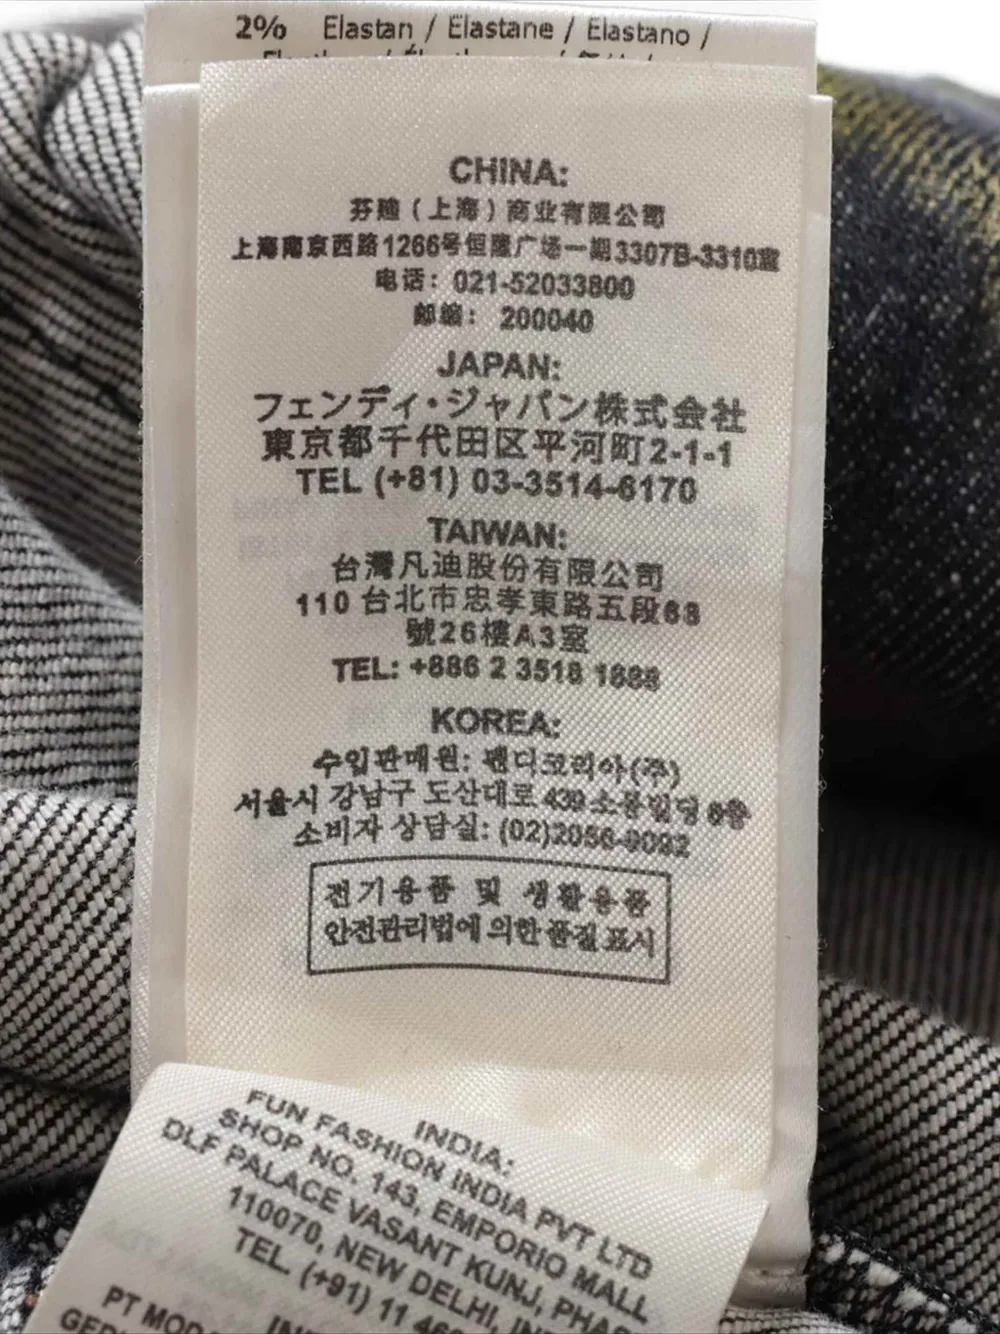 2% Elastan / Elastane / Elastano /
CHINA:
芬迪（上海）商业有限公司
上海南京西路1266号恒隆广场一期3307B-3310室
电话：021-52033800
邮编：200040
JAPAN:
フェンディ・ジャパン株式会社
東京都千代田区平河町2-1-1
TEL (+81) 03-3514-6170
TAIWAN:
台灣凡迪股份有限公司
110 台北市忠孝東路五段68
號26樓A3室
TEL: +886 2 3518 1688
KOREA:
수입판매원: 펜디코리아(주)
서울시 강남구 도산대로 439 소룡빌딩 6층
소비자 상담실: (02)2056-9092
전기용품 및 생활용품
안전관리법에 의한 품질표시
INDIA:
FUN FASHION INDIA PVT LTD
SHOP NO. 143, EMPORIO MALL
DLF PALACE VASANT KUNJ, PHAS
110070, NEW DELHI,
TEL. (+91) 11
PT MOD